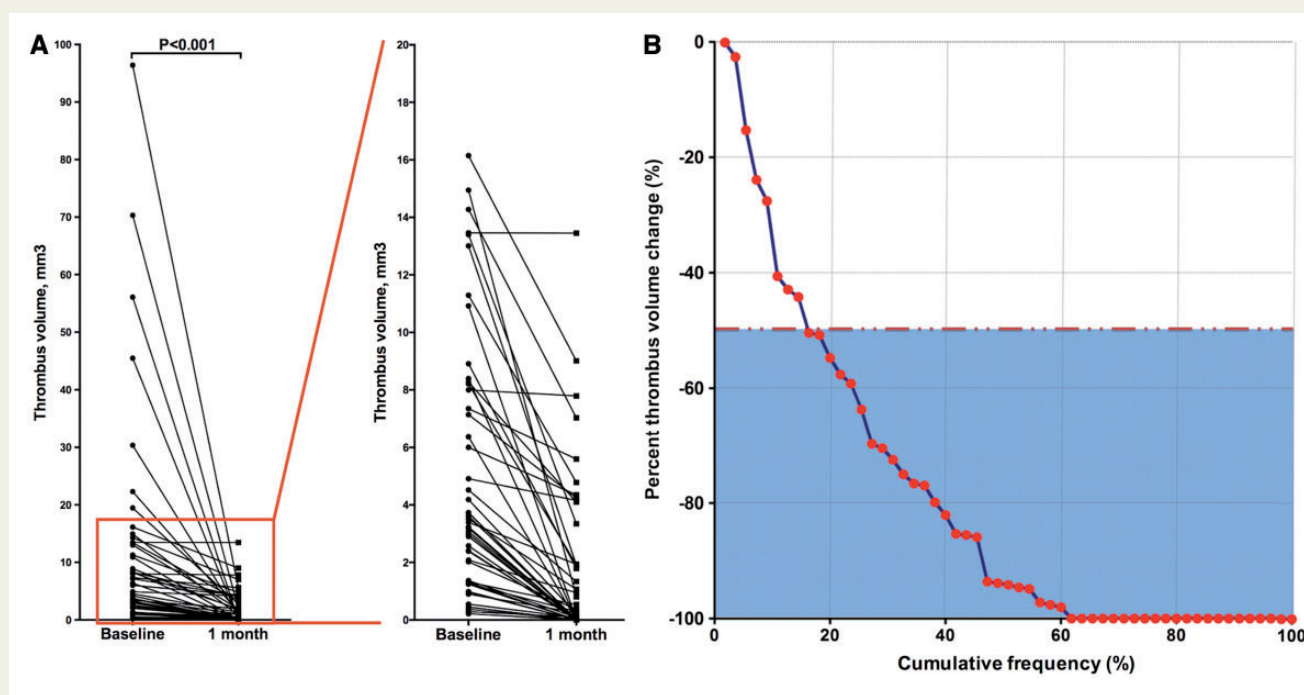 A
P<0.001
Thrombus volume, mm3
100
90
80
70
60
50
40
30
20
10
0
Baseline 1 month
Thrombus volume, mm3
20
18
16
14
12
10
8
6
4
2
0
Baseline 1 month
B
Percent thrombus volume change (%)
0
-20
-40
-60
-80
-100
0 20 40 60 80 100
Cumulative frequency (%)